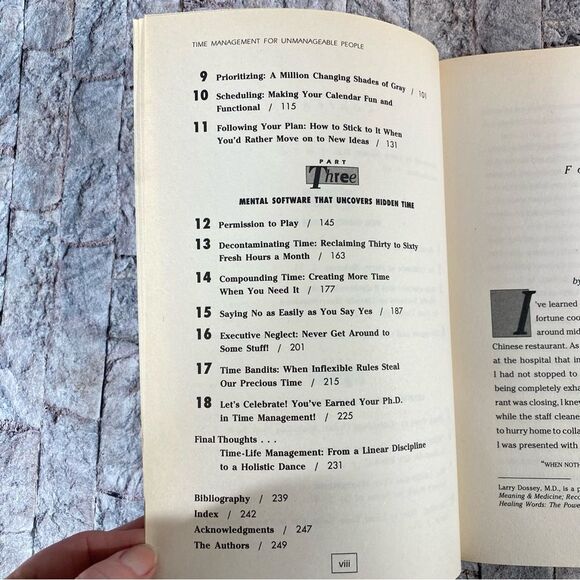 TIME MANAGEMENT FOR UNMANAGEABLE PEOPLE
9 Prioritizing: A Million Changing Shades of Gray / 101
10 Scheduling: Making Your Calendar Fun and
Functional / 115
11 Following Your Plan: How to Stick to It When
You'd Rather Move on to New Ideas / 131
PART
Three
MENTAL SOFTWARE THAT UNCOVERS HIDDEN TIME
12 Permission to Play / 145
13 Decontaminating Time: Reclaiming Thirty to Sixty
Fresh Hours a Month / 163
14 Compounding Time: Creating More Time
When You Need It / 177
15 Saying No as Easily as You Say Yes / 187
16 Executive Neglect: Never Get Around to
Some Stuff! / 201
17 Time Bandits: When Inflexible Rules Steal
Our Precious Time / 215
18 Let's Celebrate! You've Earned Your Ph.D.
in Time Management! / 225
Final Thoughts . . .
Time-Life Management: From a Linear Discipline
to a Holistic Dance / 231
Bibliography / 239
Index / 242
Acknowledgments / 247
The Authors / 249
viii
F o
by
I've learned
fortune coo
around mid
Chinese restaurant. As
at the hospital that in
I had not stopped to
being completely exha
rant was closing, I knew
while the staff cleane
to hurry home to colla
I was presented with
"WHEN NOTH
Larry Dossey, M.D., is a p
Meaning & Medicine; Reco
Healing Words: The Powe